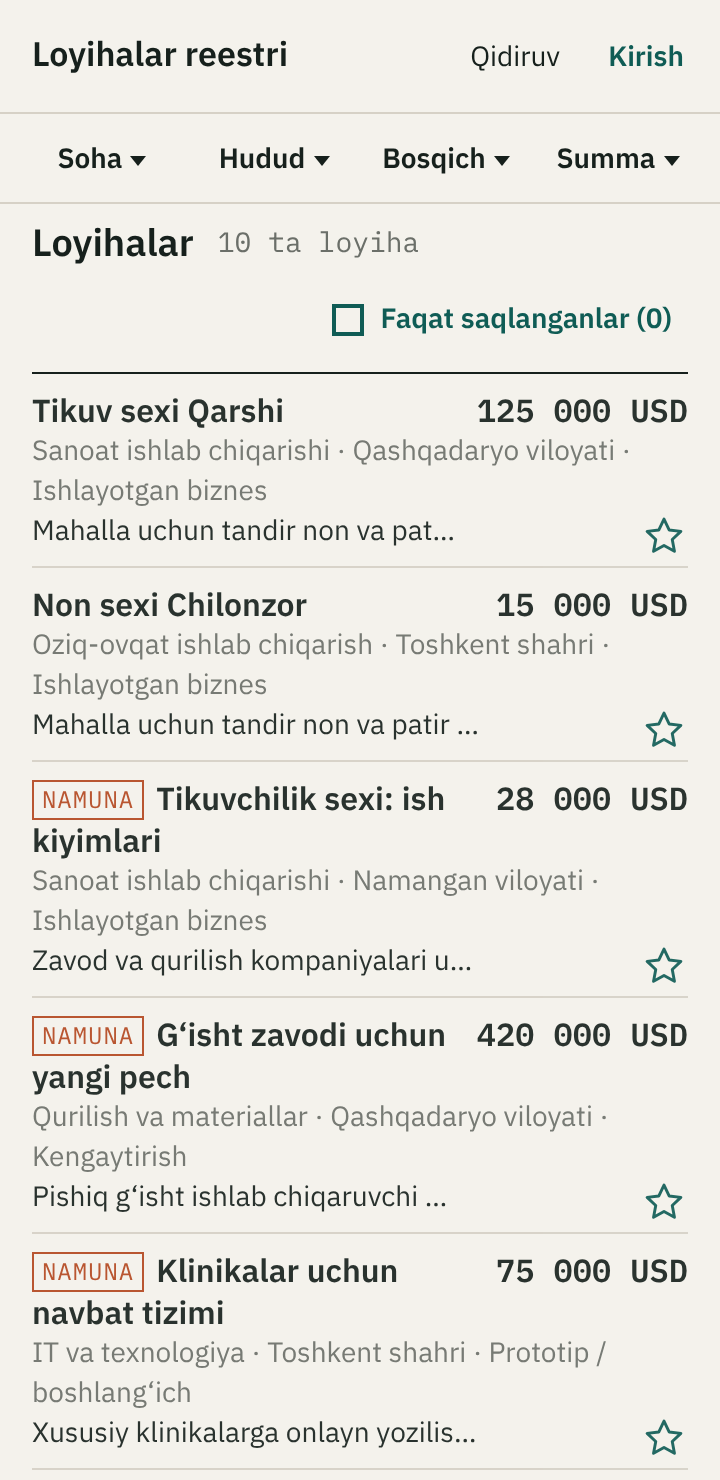 Loyihalar reestri Qidiruv Kirish
Soha Hudud Bosqich Summa
Loyihalar 10 ta loyiha
Faqat saqlanganlar (0)
Tikuv sexi Qarshi 125 000 USD
Sanoat ishlab chiqarishi · Qashqadaryo viloyati ·
Ishlayotgan biznes
Mahalla uchun tandir non va pat...
Non sexi Chilonzor 15 000 USD
Oziq-ovqat ishlab chiqarish · Toshkent shahri ·
Ishlayotgan biznes
Mahalla uchun tandir non va patir ...
NAMUNA Tikuvchilik sexi: ish 28 000 USD
kiyimlari
Sanoat ishlab chiqarishi · Namangan viloyati ·
Ishlayotgan biznes
Zavod va qurilish kompaniyalari u...
NAMUNA Gʻisht zavodi uchun 420 000 USD
yangi pech
Qurilish va materiallar · Qashqadaryo viloyati ·
Kengaytirish
Pishiq gʻisht ishlab chiqaruvchi ...
NAMUNA Klinikalar uchun 75 000 USD
navbat tizimi
IT va texnologiya · Toshkent shahri · Prototip /
boshlangʻich
Xususiy klinikalarga onlayn yozilis...